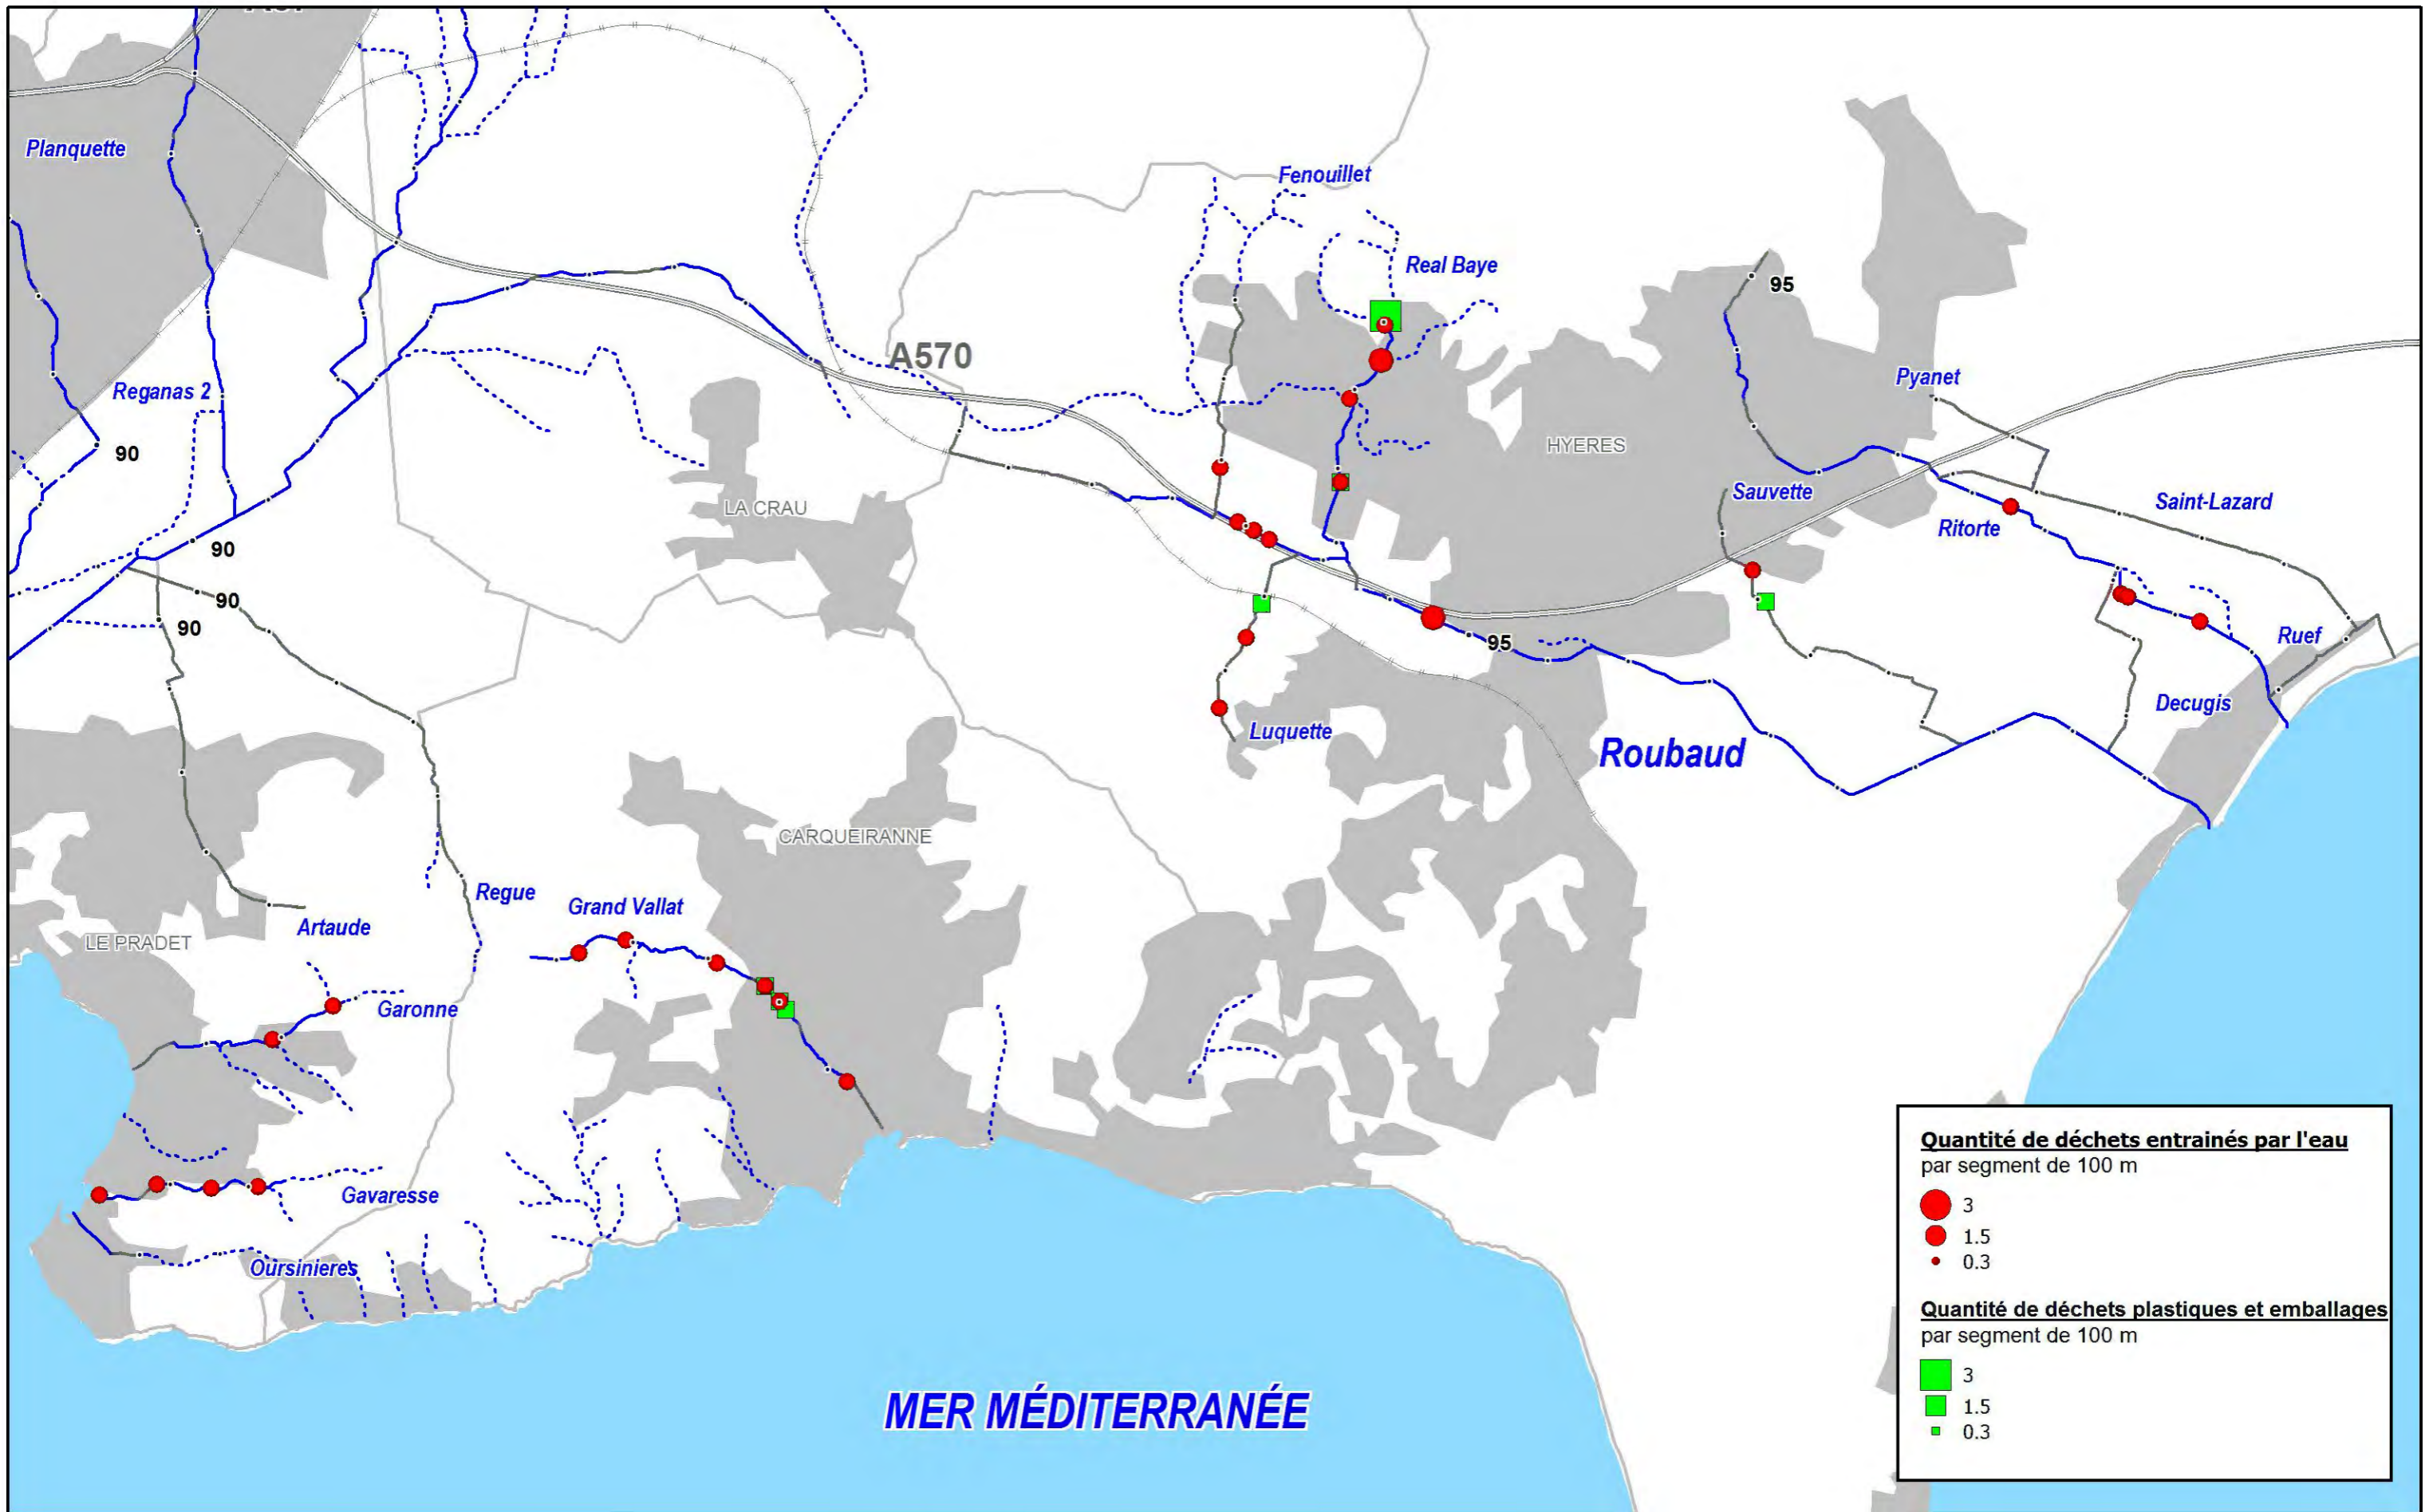 Planquette
Fenouillet
Real Baye
95
A570
Pyanet
Reganas 2
90
HYERES
Sauvette
Saint-Lazard
LA CRAU
Ritorte
90
90
90
95
Ruef
Decugis
Luquette
Roubaud
CARQUEIRANNE
Regue
Grand Vallat
Artaude
LE PRADET
Garonne
Gavaresse
Oursinieres
MER MÉDITERRANÉE
Quantité de déchets entrainés par l'eau
par segment de 100 m
3
1.5
0.3
Quantité de déchets plastiques et emballages
par segment de 100 m
3
1.5
0.3